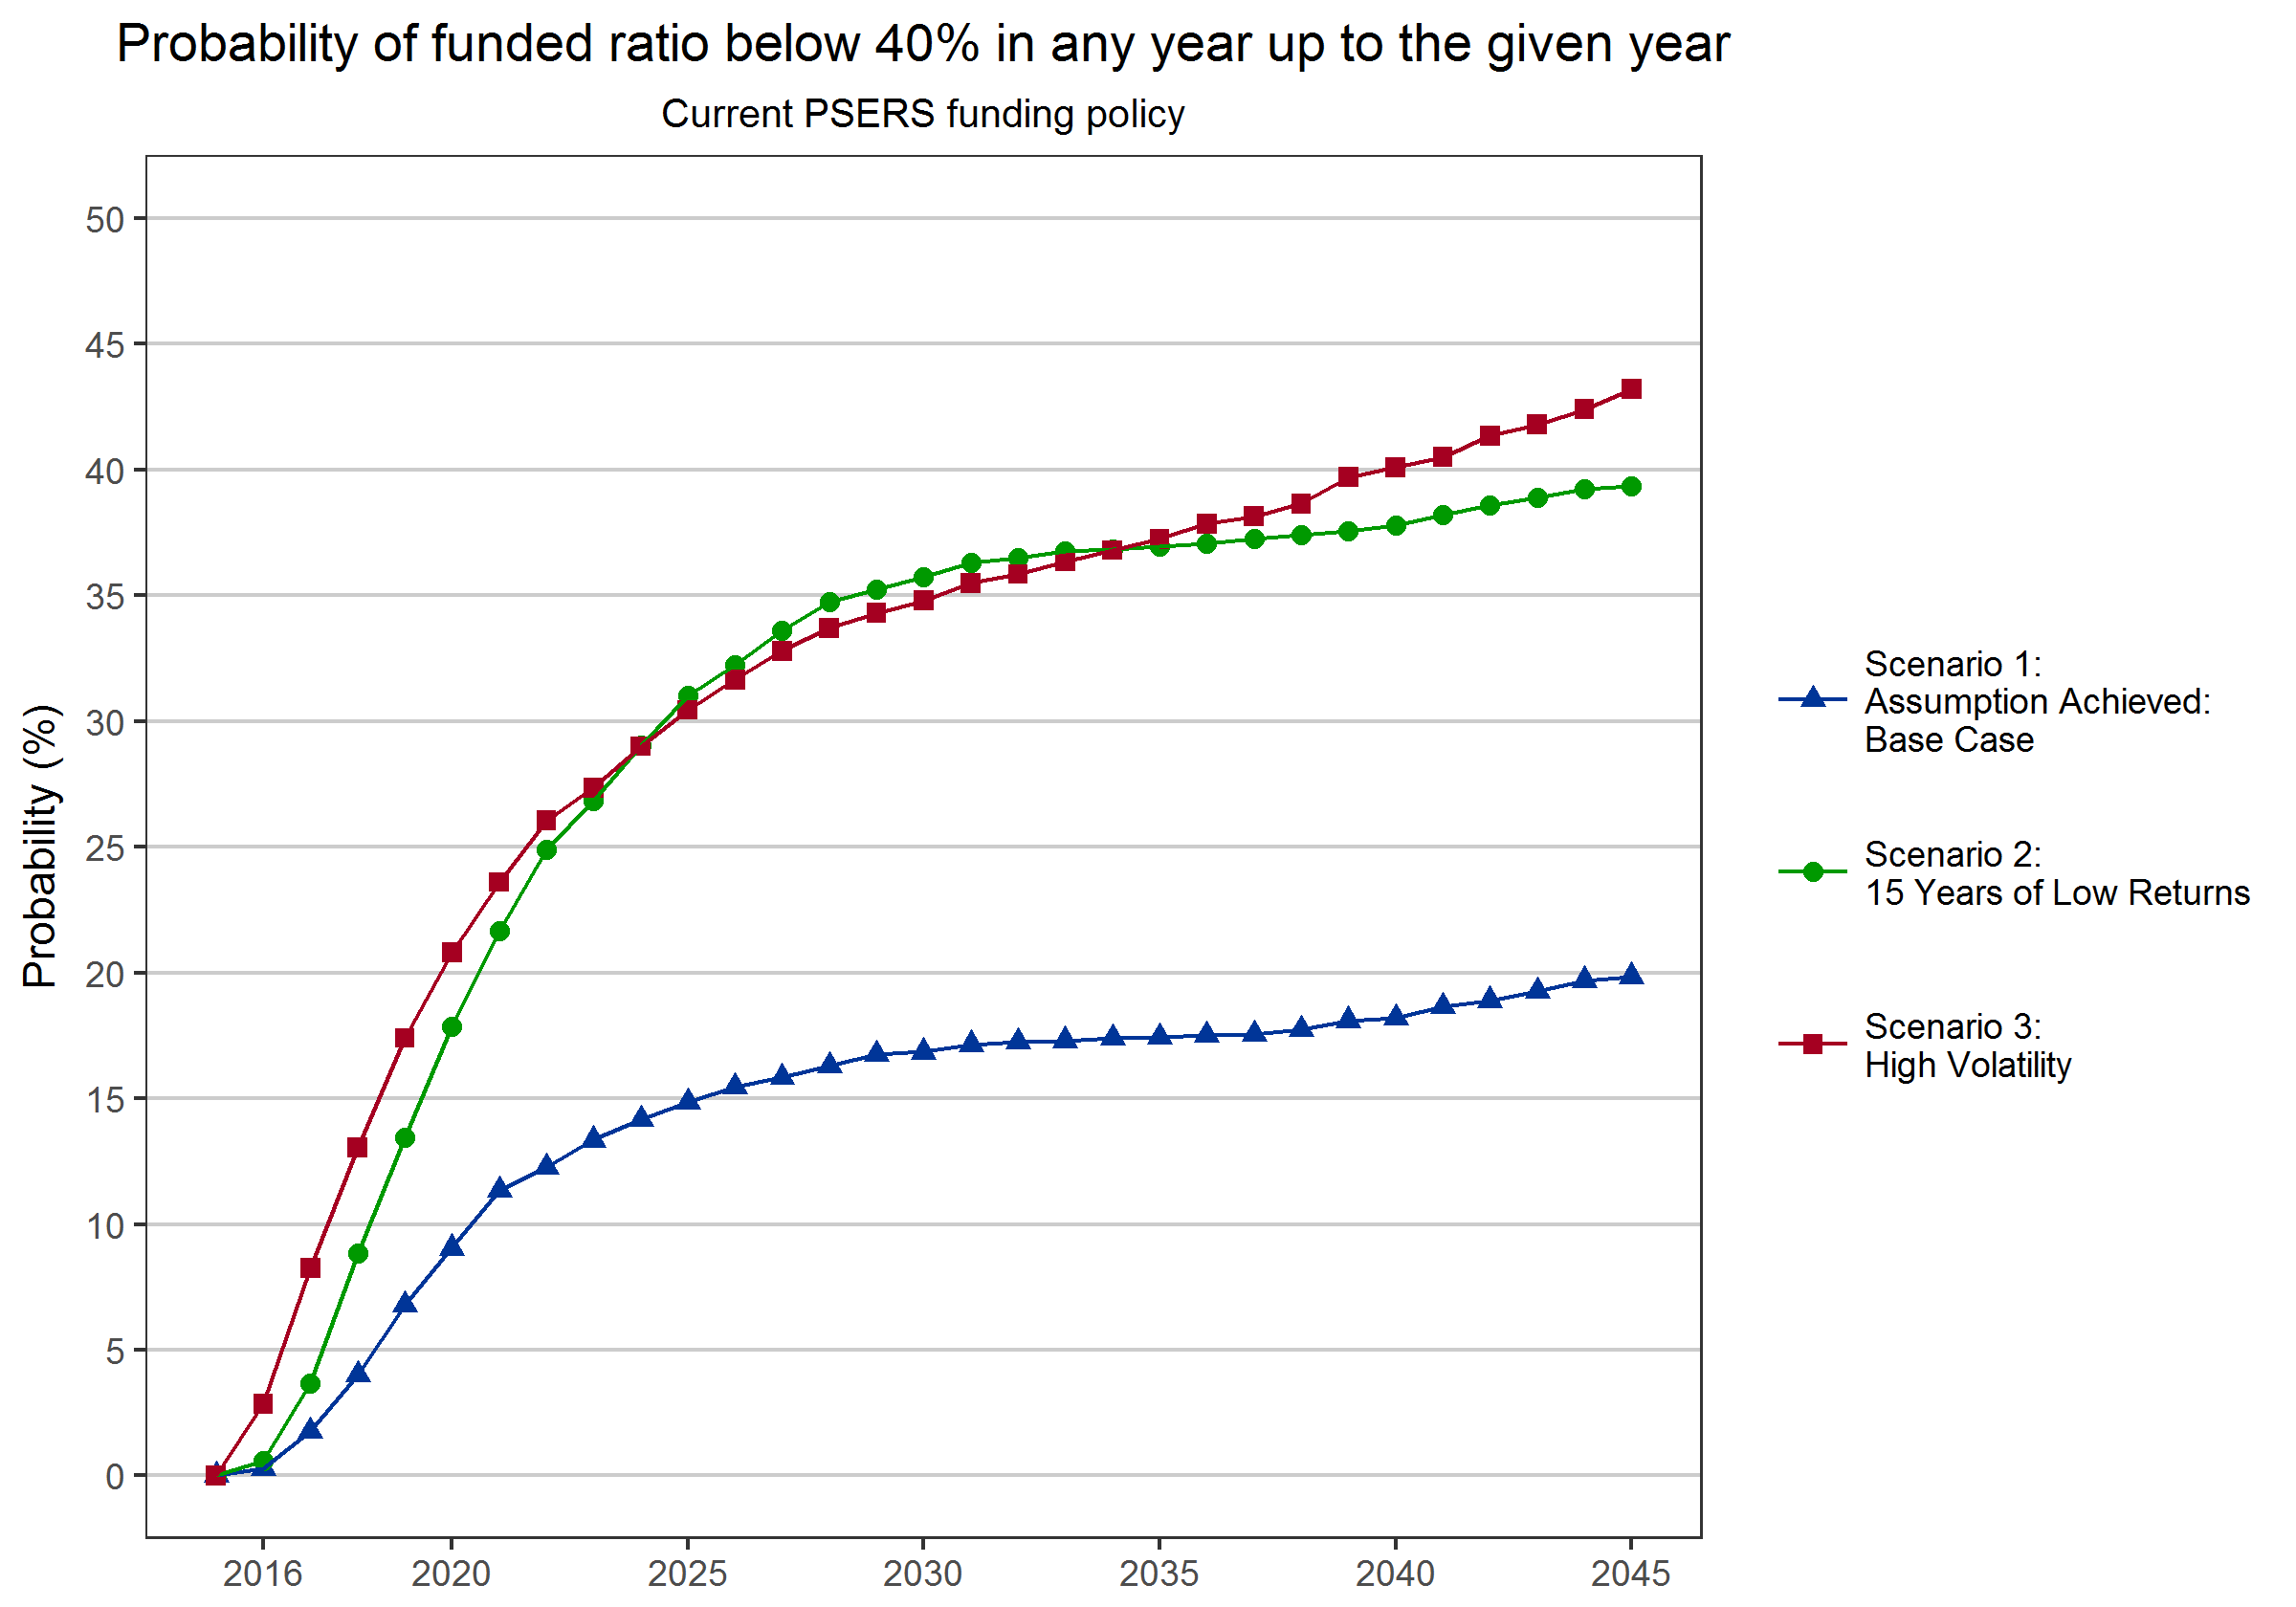 Probability of funded ratio below 40% in any year up to the given year
Current PSERS funding policy
Probability (%)
50
45
40
35
30
25
20
15
10
5
0
2016 2020 2025 2030 2035 2040 2045
Scenario 1:
Assumption Achieved:
Base Case
Scenario 2:
15 Years of Low Returns
Scenario 3:
High Volatility